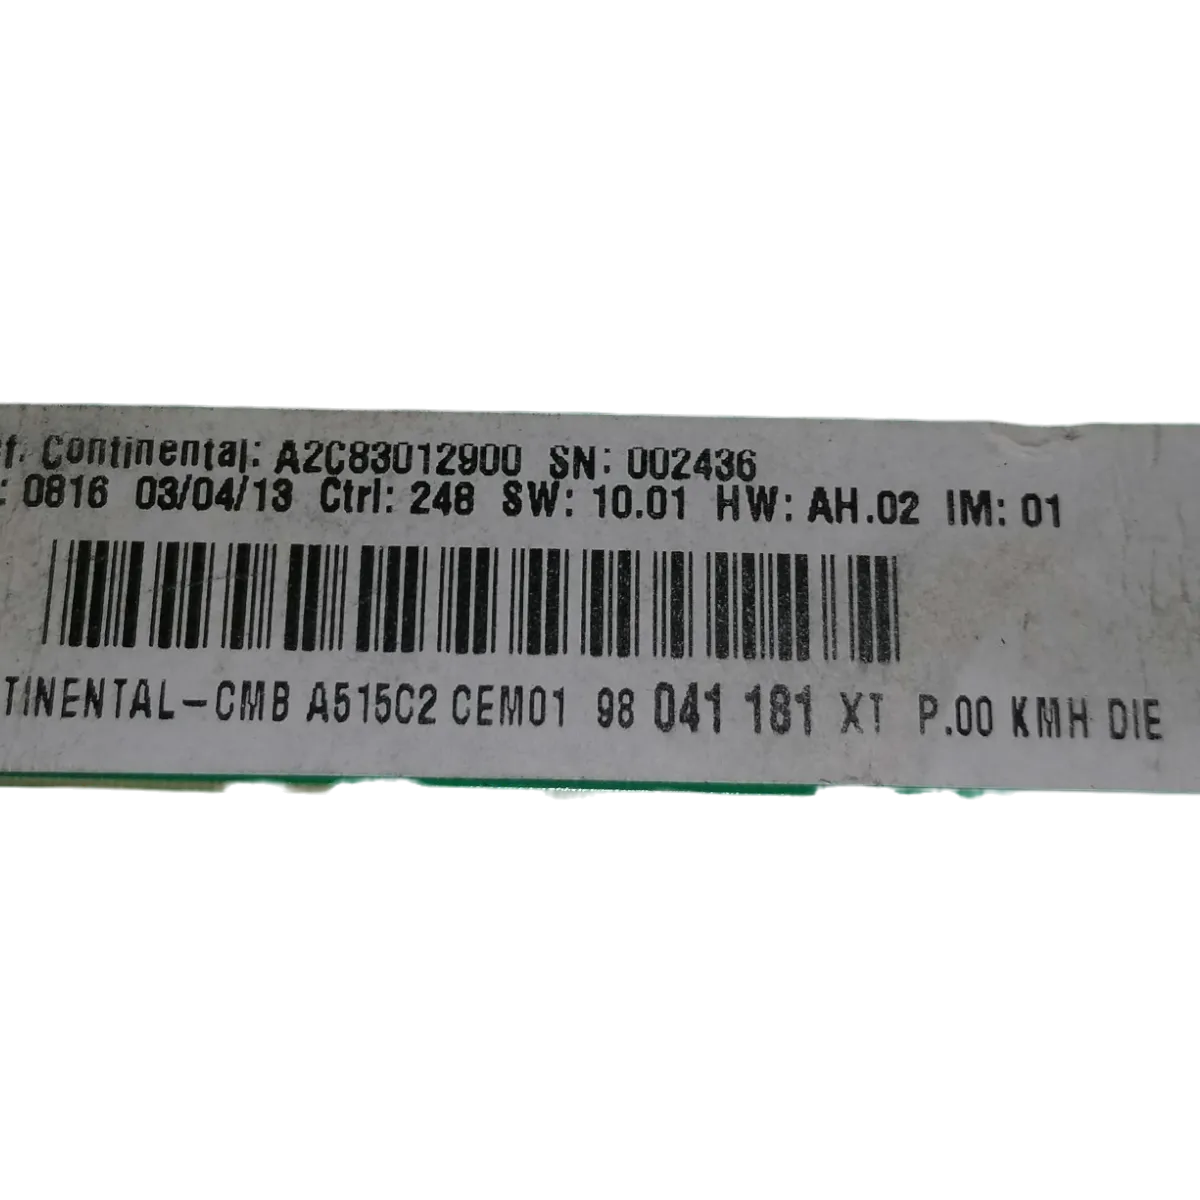 f. Continental: A2C83012900 SN: 002436
: 0816 03/04/13 Ctrl: 248 SW: 10.01 HW: AH.02 IM: 01
TINENTAL-CMB A515C2 CEM01 98 041 181 XT P.00 KMH DIE